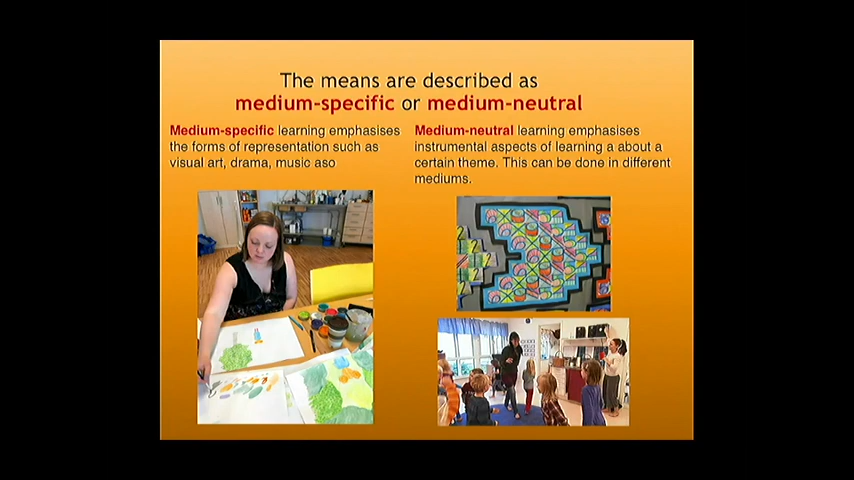 The means are described as
medium-specific or medium-neutral
Medium-specific learning emphasises
the forms of representation such as
visual art, drama, music aso
Medium-neutral learning emphasises
instrumental aspects of learning a about a
certain theme. This can be done in different
mediums.